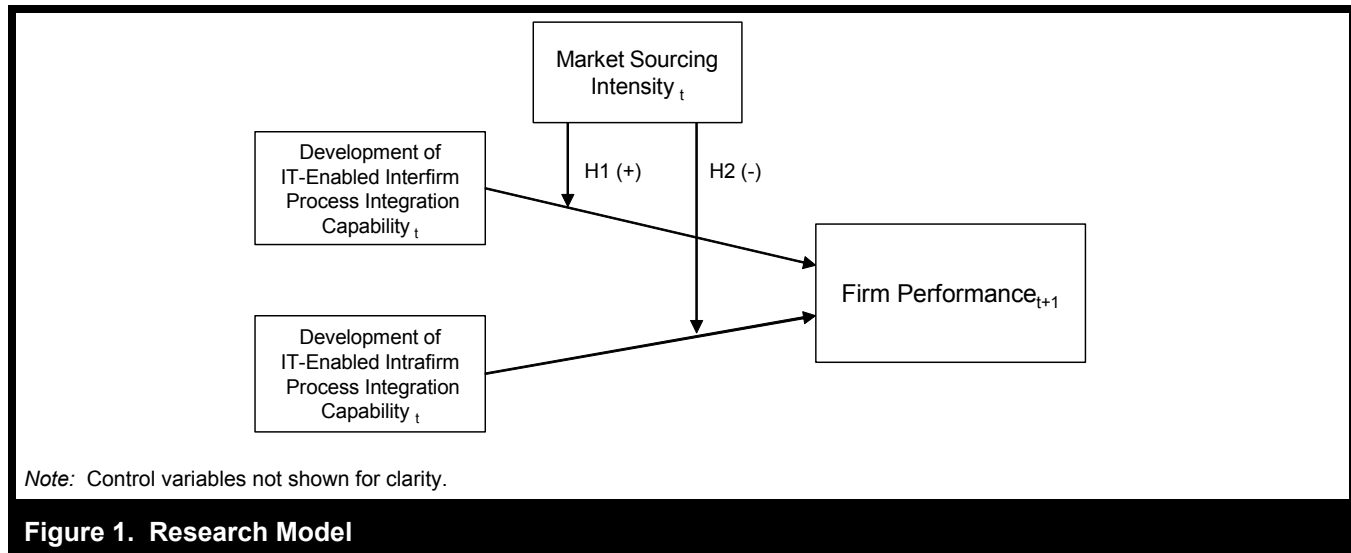 Market Sourcing
Intensity t
Development of
IT-Enabled Interfirm
Process Integration
Capability t
H1 (+)
H2 (-)
Firm Performance t+1
Development of
IT-Enabled Intrafirm
Process Integration
Capability t
Note: Control variables not shown for clarity.
Figure 1. Research Model